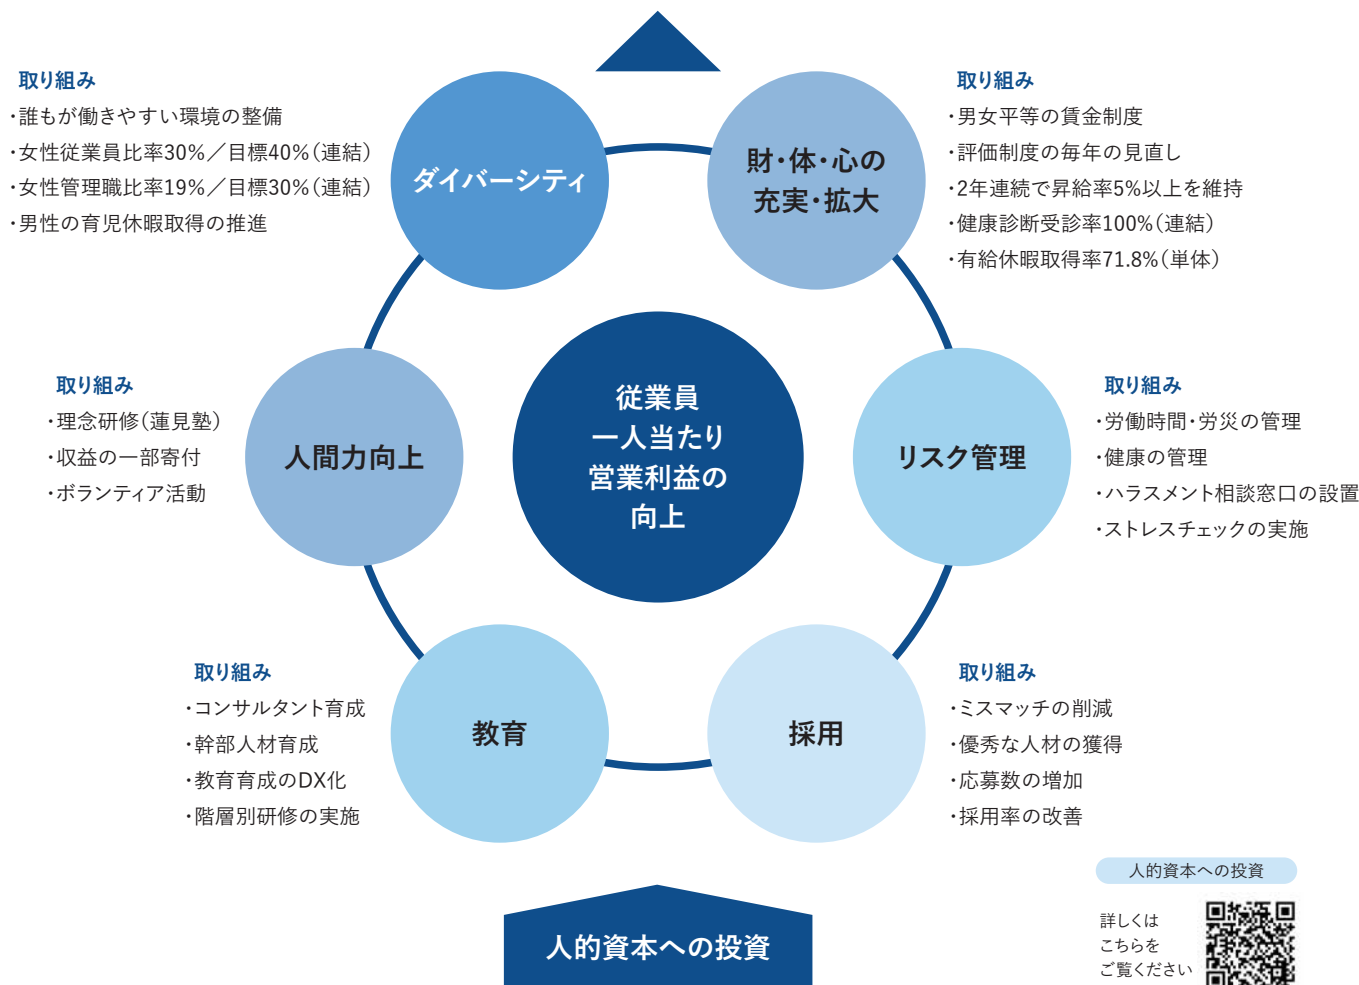 取り組み
・誰もが働きやすい環境の整備
・女性従業員比率30%／目標40%(連結)
・女性管理職比率19%／目標30%(連結)
・男性の育児休暇取得の推進
ダイバーシティ
財・体・心の
充実・拡大
取り組み
・男女平等の賃金制度
・評価制度の毎年の見直し
・2年連続で昇給率5%以上を維持
・健康診断受診率100%(連結)
・有給休暇取得率71.8%(単体)
取り組み
・理念研修(蓮見塾)
・収益の一部寄付
・ボランティア活動
人間力向上
従業員
一人当たり
営業利益の
向上
リスク管理
取り組み
・労働時間・労災の管理
・健康の管理
・ハラスメント相談窓口の設置
・ストレスチェックの実施
取り組み
・コンサルタント育成
・幹部人材育成
・教育育成のDX化
・階層別研修の実施
教育
採用
取り組み
・ミスマッチの削減
・優秀な人材の獲得
・応募数の増加
・採用率の改善
人的資本への投資
人的資本への投資
詳しくは
こちらを
ご覧ください